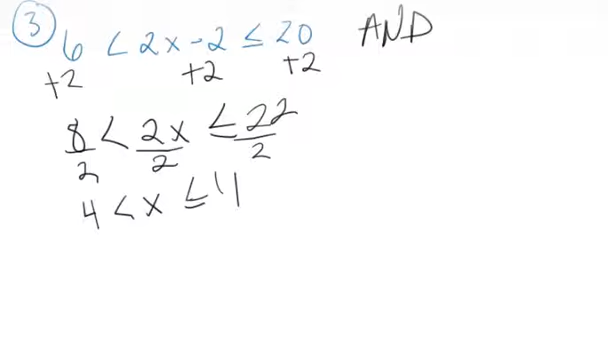 ③ 6 < 2x - 2 ≤ 20 AND
+2 +2 +2
8/2 < 2x/2 ≤ 22/2
4 < x ≤ 11